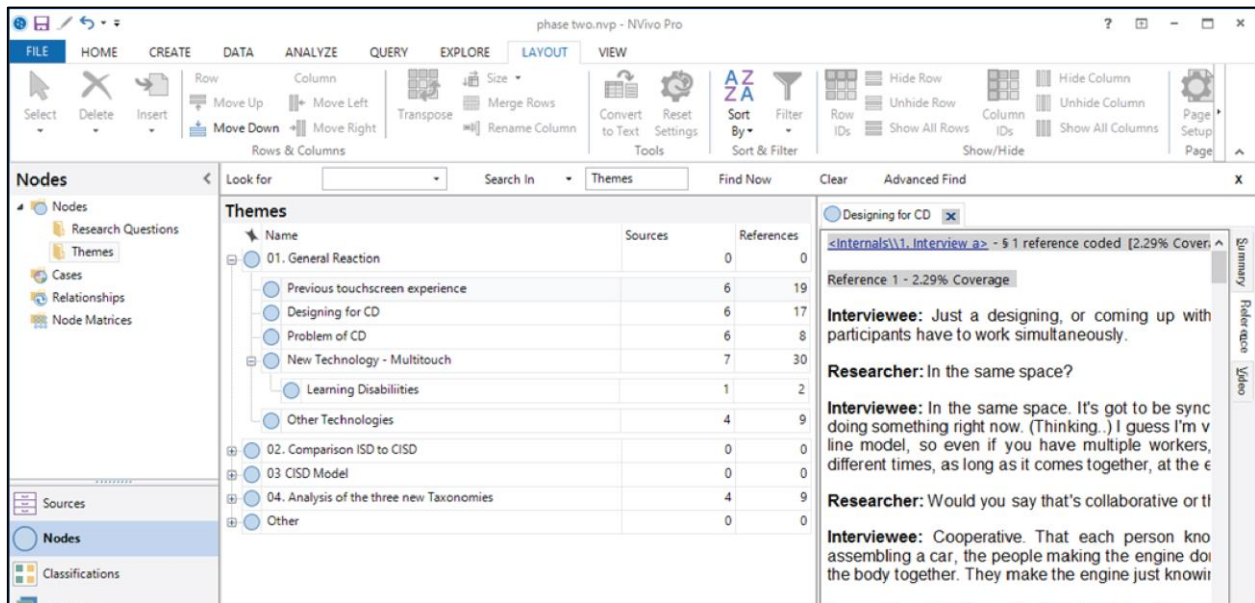 phase two.nvp - NVivo Pro
FILE HOME CREATE DATA ANALYZE QUERY EXPLORE LAYOUT VIEW
Select
Delete
Insert
Row Column
Move Up Move Left
Move Down Move Right
Rows & Columns
Transpose
Size
Merge Rows
Rename Column
Convert to Text
Reset Settings
Tools
Sort By
Filter
Sort & Filter
Row IDs
Hide Row
Unhide Row
Show All Rows
Column IDs
Hide Column
Unhide Column
Show All Columns
Show/Hide
Page Setup
Page
Nodes
Look for Search In Themes Find Now Clear Advanced Find X
Nodes
Research Questions
Themes
Cases
Relationships
Node Matrices
Sources
Nodes
Classifications
Themes
Name Sources References
01. General Reaction 0 0
Previous touchscreen experience 6 19
Designing for CD 6 17
Problem of CD 6 8
New Technology - Multitouch 7 30
Learning Disabiliities 1 2
Other Technologies 4 9
02. Comparison ISD to CISD 0 0
03 CISD Model 0 0
04. Analysis of the three new Taxonomies 4 9
Other 0 0
Designing for CD
<Internals\\1. Interview a> - § 1 reference coded [2.29% Cover
Reference 1 - 2.29% Coverage
Interviewee: Just a designing, or coming up with
participants have to work simultaneously.
Researcher: In the same space?
Interviewee: In the same space. It's got to be sync
doing something right now. (Thinking..) I guess I'm v
line model, so even if you have multiple workers,
different times, as long as it comes together, at the e
Researcher: Would you say that's collaborative or th
Interviewee: Cooperative. That each person kno
assembling a car, the people making the engine do
the body together. They make the engine just knowi
Summary
Reference
Video